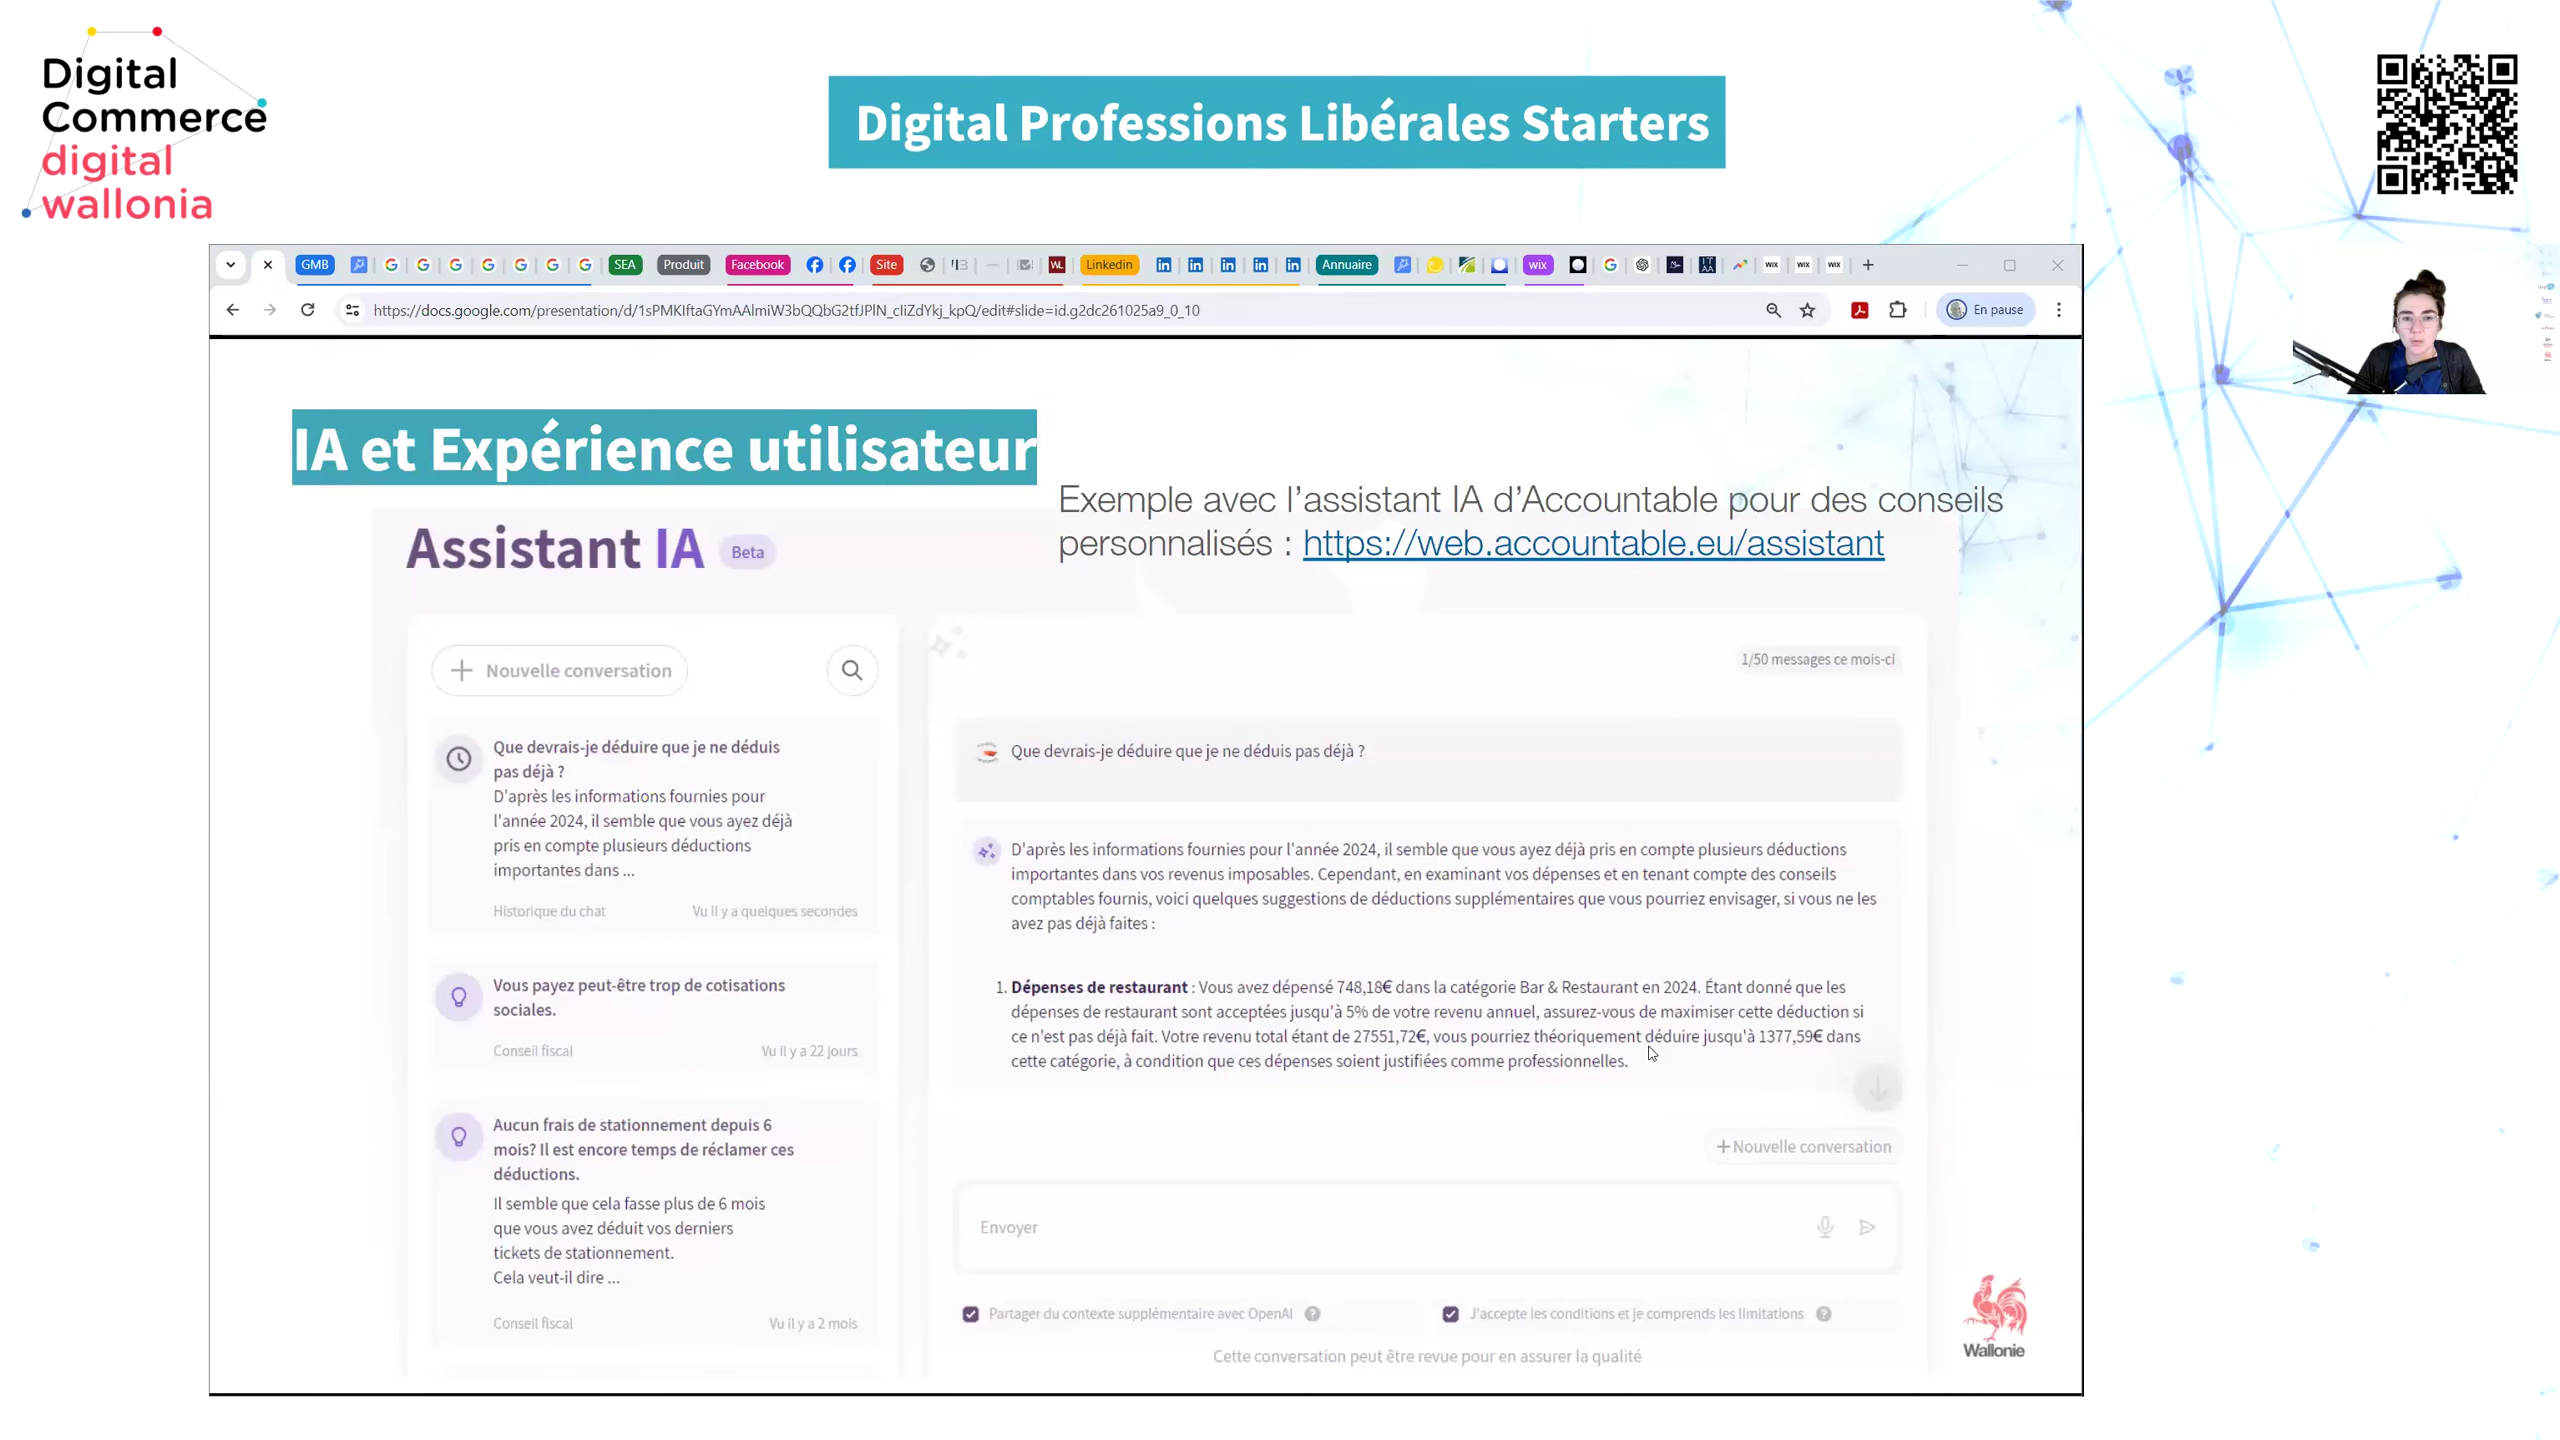 Digital
Commerce
digital
wallonia
Digital Professions Libérales Starters
GMB
SEA
Produit
Facebook
Site
WL
Linkedin
Annuaire
wix
WIX
WIX
WIX
https://docs.google.com/presentation/d/1sPMKIftaGYmAAlmiW3bQQbG2tfJPlN_cIiZdYkj_kpQ/edit#slide=id.g2dc261025a9_0_10
En pause
IA et Expérience utilisateur
Exemple avec l’assistant IA d’Accountable pour des conseils
personnalisés : https://web.accountable.eu/assistant
Assistant IA Beta
Nouvelle conversation
Que devrais-je déduire que je ne déduis
pas déjà ?
D'après les informations fournies pour
l'année 2024, il semble que vous ayez déjà
pris en compte plusieurs déductions
importantes dans ...
Historique du chat Vu il y a quelques secondes
Vous payez peut-être trop de cotisations
sociales.
Conseil fiscal Vu il y a 22 jours
Aucun frais de stationnement depuis 6
mois? Il est encore temps de réclamer ces
déductions.
Il semble que cela fasse plus de 6 mois
que vous avez déduit vos derniers
tickets de stationnement.
Cela veut-il dire ...
Conseil fiscal Vu il y a 2 mois
1/50 messages ce mois-ci
Que devrais-je déduire que je ne déduis pas déjà ?
D'après les informations fournies pour l'année 2024, il semble que vous ayez déjà pris en compte plusieurs déductions
importantes dans vos revenus imposables. Cependant, en examinant vos dépenses et en tenant compte des conseils
comptables fournis, voici quelques suggestions de déductions supplémentaires que vous pourriez envisager, si vous ne les
avez pas déjà faites :
1. Dépenses de restaurant : Vous avez dépensé 748,18€ dans la catégorie Bar & Restaurant en 2024. Étant donné que les
dépenses de restaurant sont acceptées jusqu'à 5% de votre revenu annuel, assurez-vous de maximiser cette déduction si
ce n'est pas déjà fait. Votre revenu total étant de 27551,72€, vous pourriez théoriquement déduire jusqu'à 1377,59€ dans
cette catégorie, à condition que ces dépenses soient justifiées comme professionnelles.
Nouvelle conversation
Envoyer
Partager du contexte supplémentaire avec OpenAI
J'accepte les conditions et je comprends les limitations
Cette conversation peut être revue pour en assurer la qualité
Wallonie